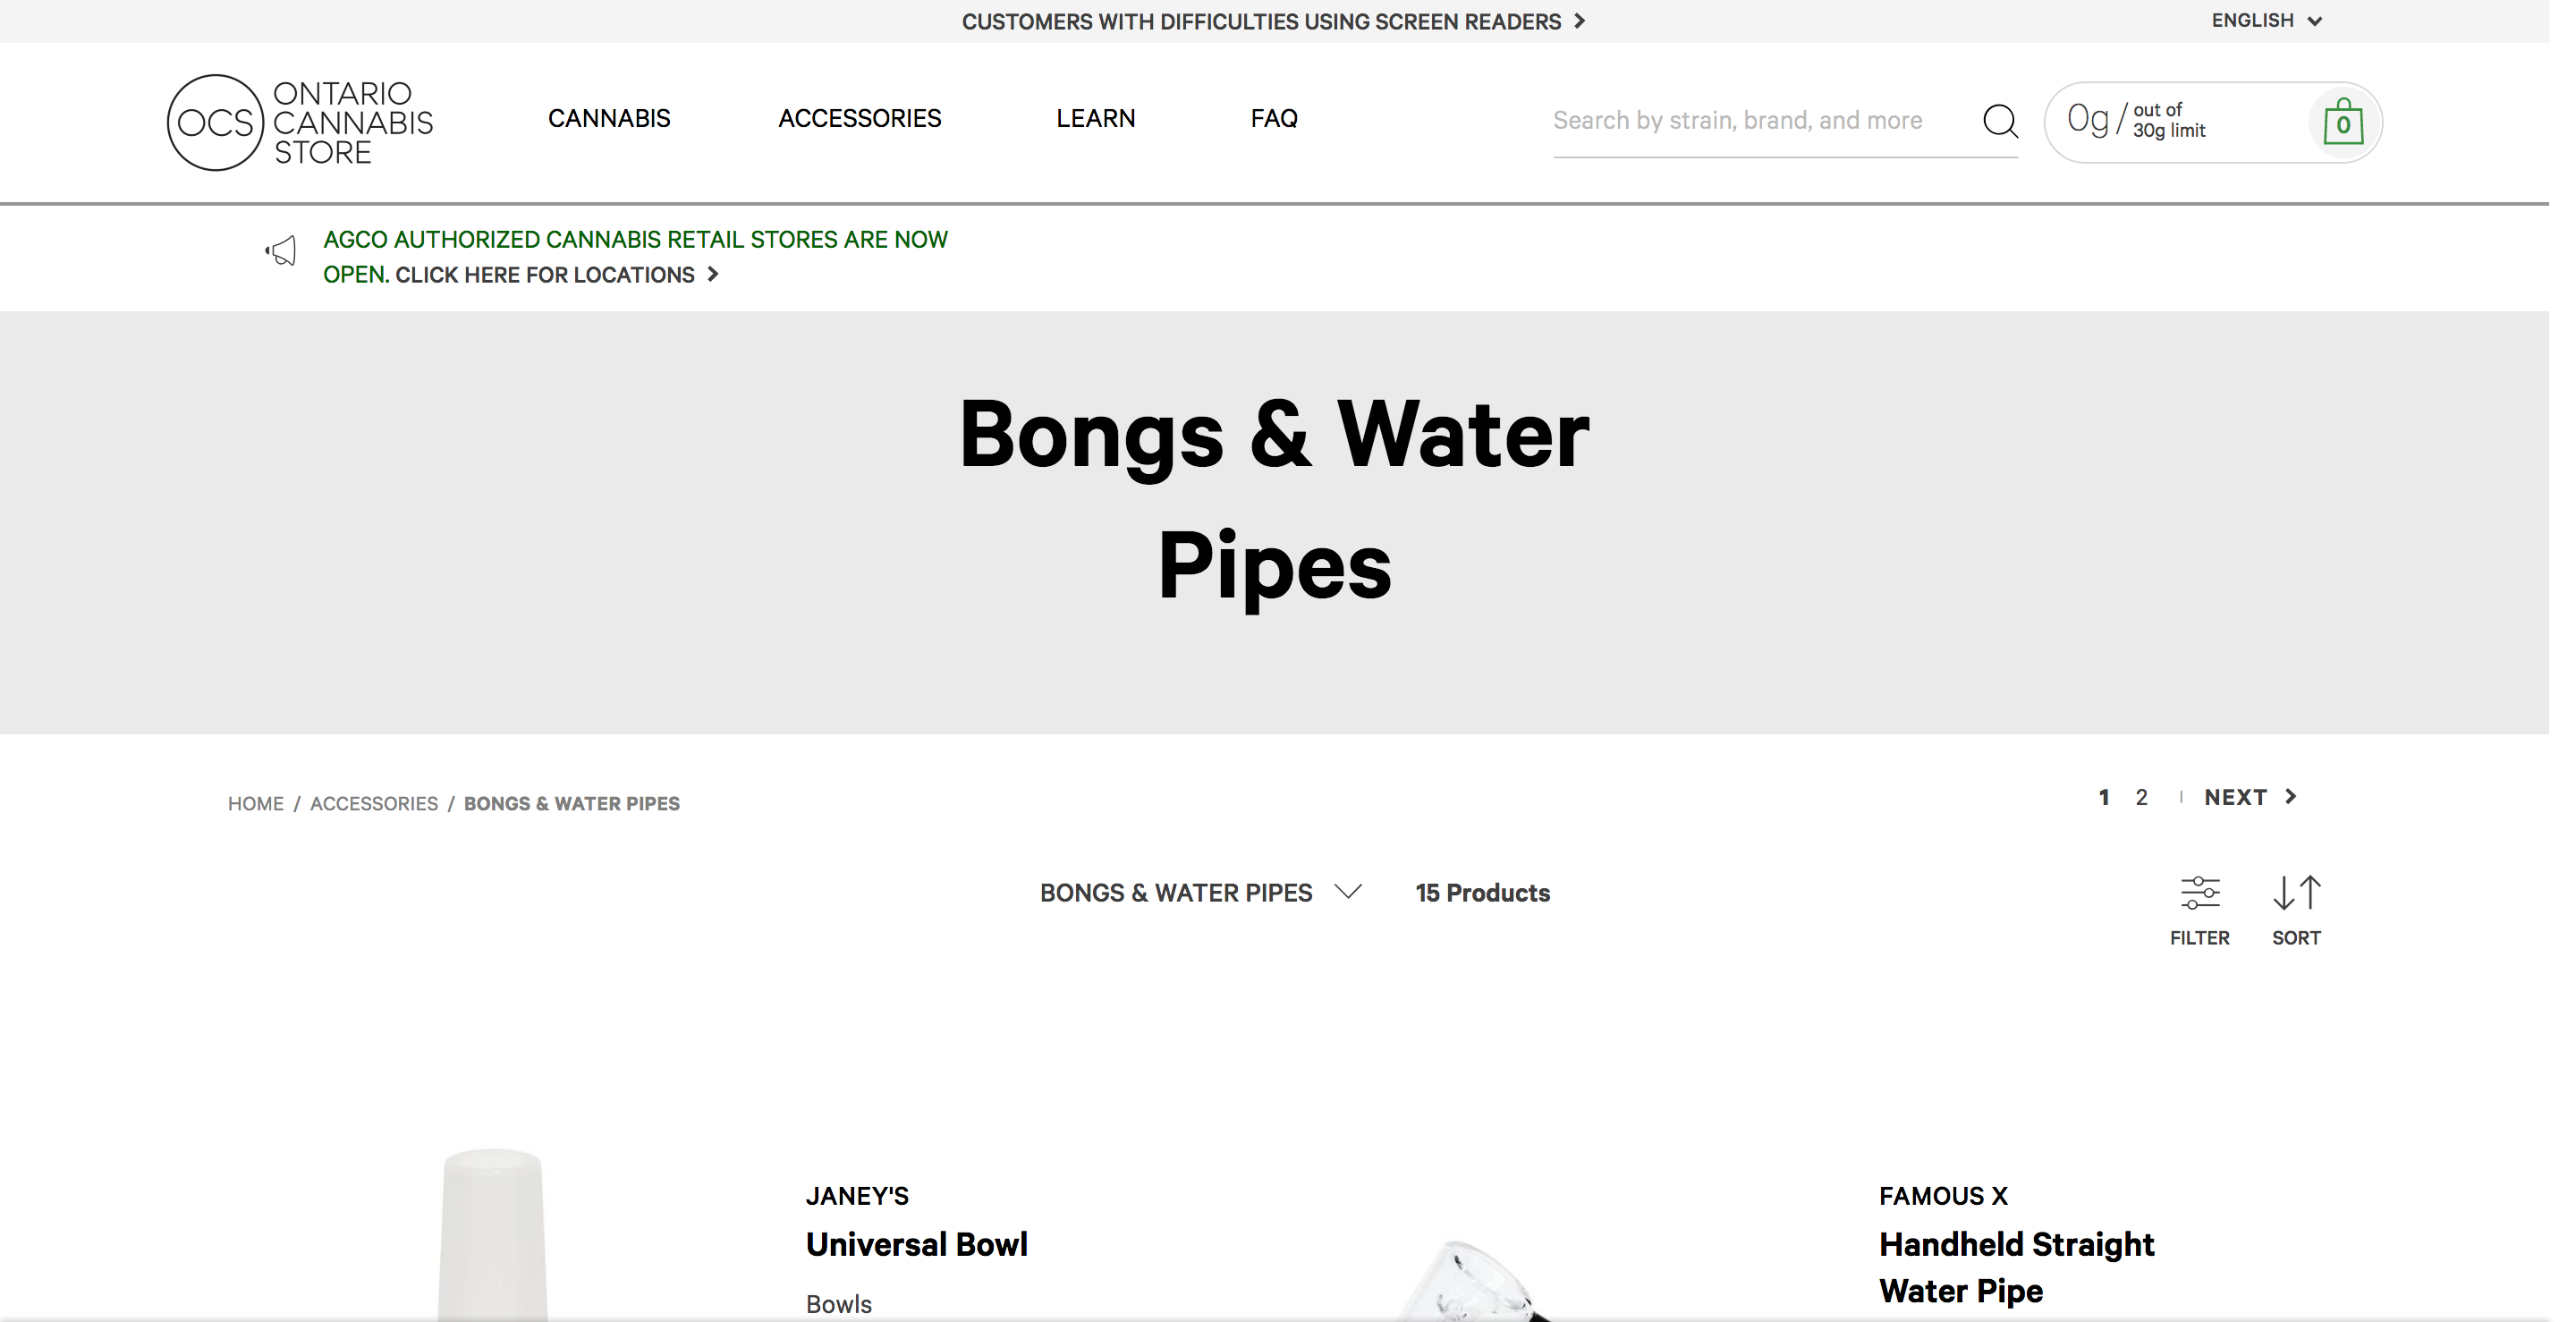 CUSTOMERS WITH DIFFICULTIES USING SCREEN READERS
ENGLISH
OCS
ONTARIO
CANNABIS
STORE
CANNABIS
ACCESSORIES
LEARN
FAQ
Search by strain, brand, and more
0g / out of
30g limit
0
AGCO AUTHORIZED CANNABIS RETAIL STORES ARE NOW
OPEN. CLICK HERE FOR LOCATIONS
Bongs & Water
Pipes
HOME / ACCESSORIES / BONGS & WATER PIPES
1 2 | NEXT
BONGS & WATER PIPES
15 Products
FILTER
SORT
JANEY'S
Universal Bowl
Bowls
FAMOUS X
Handheld Straight
Water Pipe